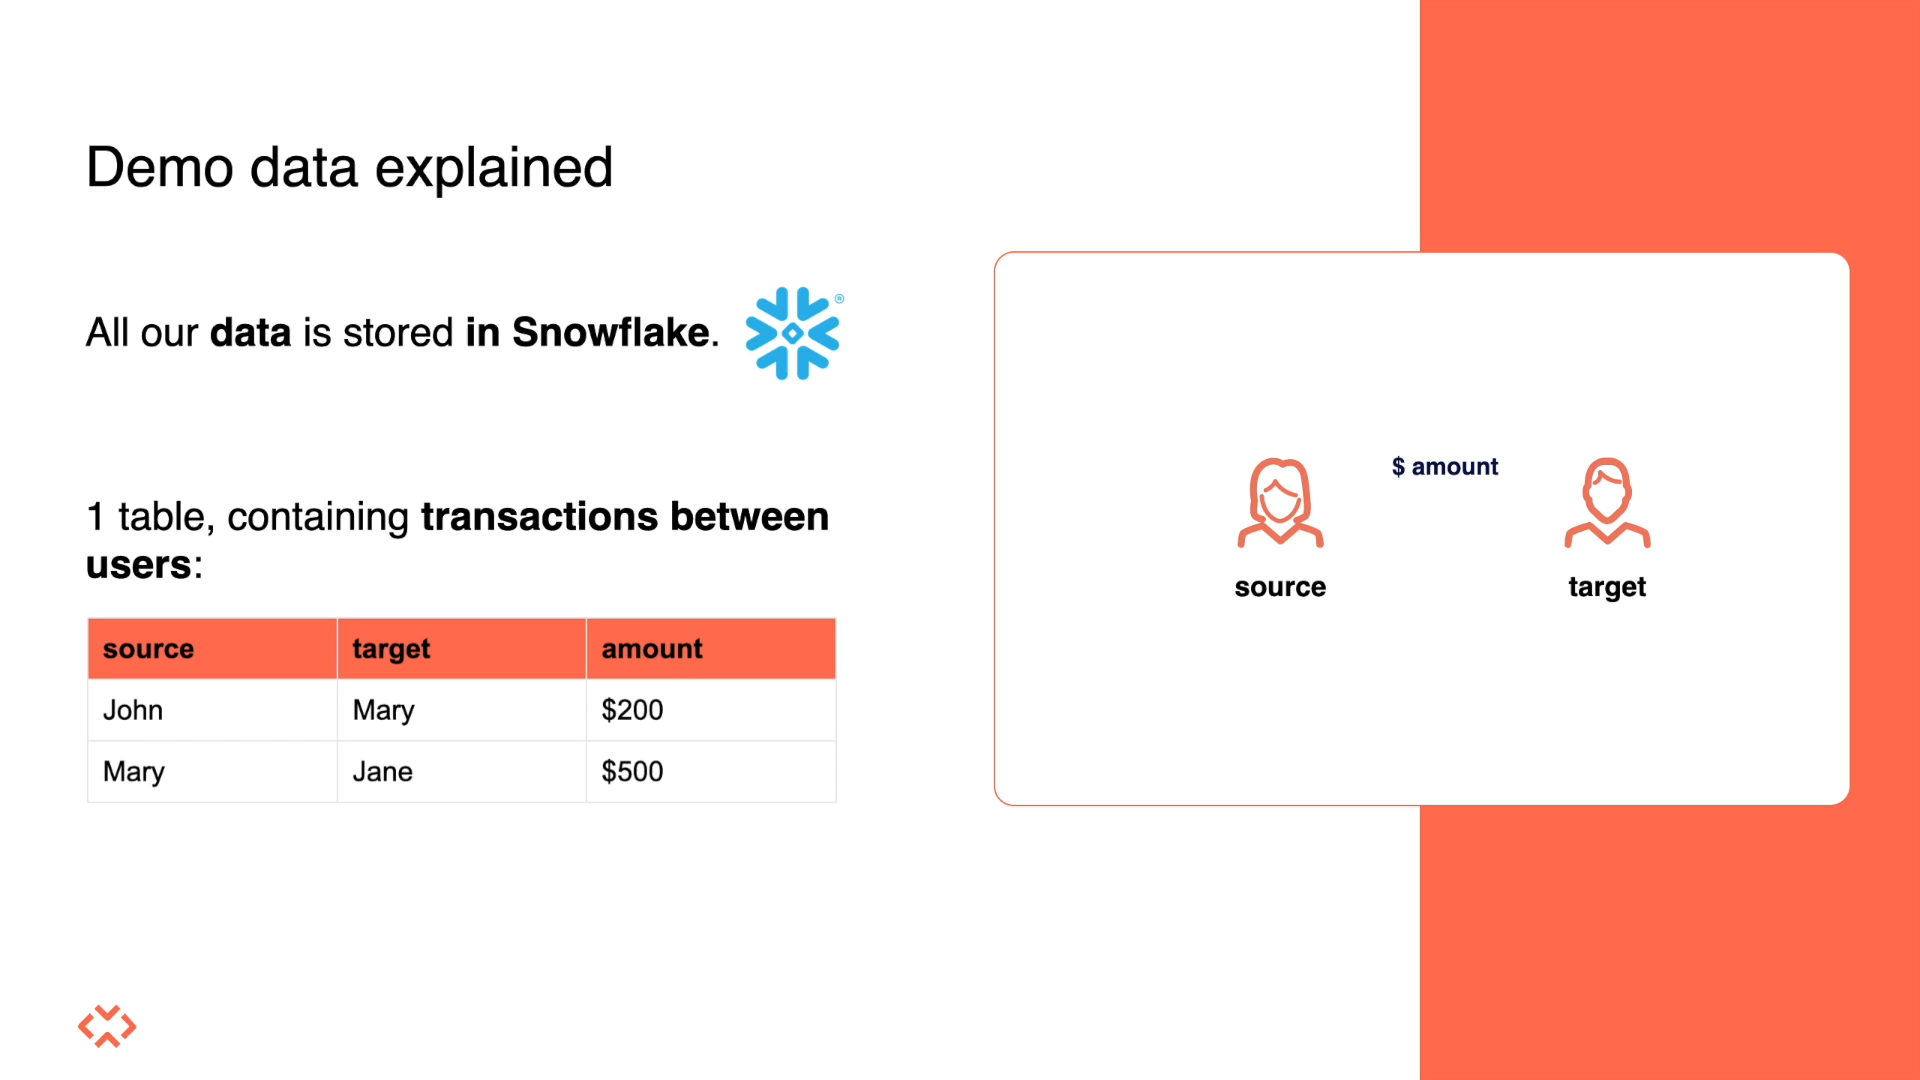 Demo data explained
All our data is stored in Snowflake.
®
1 table, containing transactions between
users:
source target amount
John Mary $200
Mary Jane $500
$ amount
source target